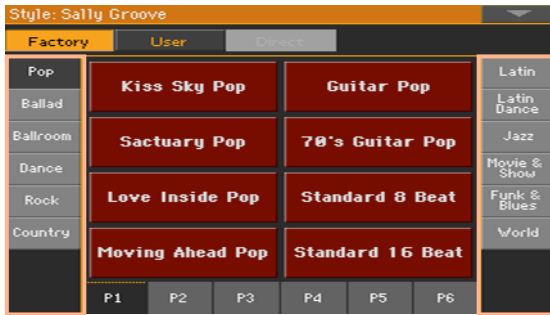 Style: Sally Groove
Factory User Direct
Pop
Ballad
Ballroom
Dance
Rock
Country
Kiss Sky Pop
Guitar Pop
Sactuary Pop
70's Guitar Pop
Love Inside Pop
Standard 8 Beat
Moving Ahead Pop
Standard 16 Beat
Latin
Latin
Dance
Jazz
Movie &
Show
Funk &
Blues
World
P1 P2 P3 P4 P5 P6